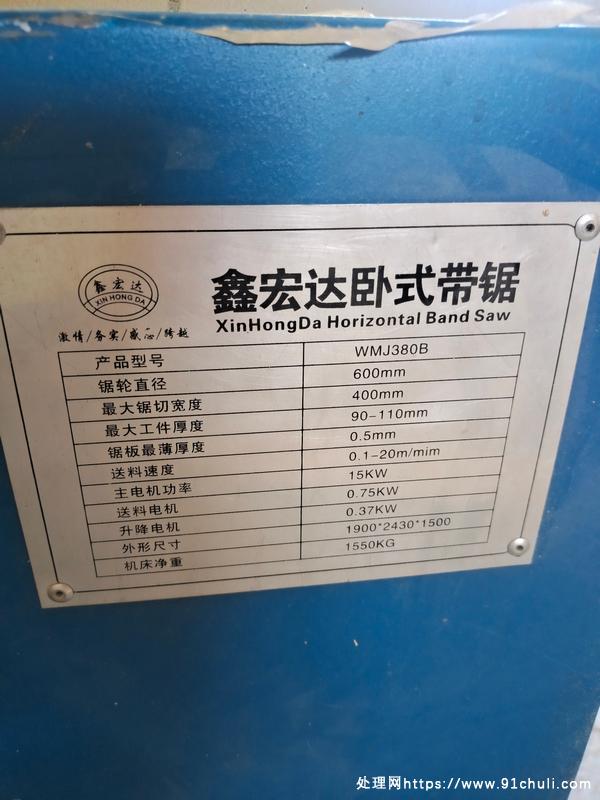 鑫宏达
XIN HONG DA
激情/务实/感恩/跨越
鑫宏达卧式带锯
XinHongDa Horizontal Band Saw
产品型号 WMJ380B
锯轮直径 600mm
最大锯切宽度 400mm
最大工件厚度 90-110mm
锯板最薄厚度 0.5mm
送料速度 0.1-20m/mim
主电机功率 15KW
送料电机 0.75KW
升降电机 0.37KW
外形尺寸 1900*2430*1500
机床净重 1550KG
处理网https://www.91chuli.com